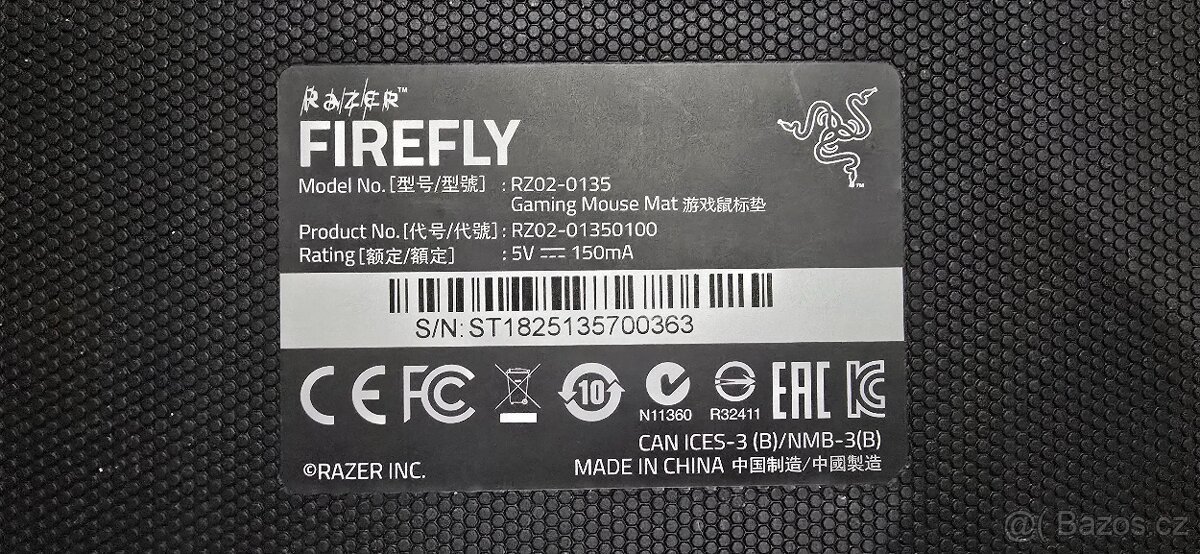 RAZER™
FIREFLY
Model No. [型号/型號] : RZ02-0135
Gaming Mouse Mat 游戏鼠标垫
Product No. [代号/代號] : RZ02-01350100
Rating [额定/額定] : 5V ⎓ 150mA
S/N: ST1825135700363
CE FC 10 N11360 R32411 EAC KC
CAN ICES-3 (B)/NMB-3(B)
©RAZER INC.
MADE IN CHINA 中国制造/中國製造
@( Bazos.cz